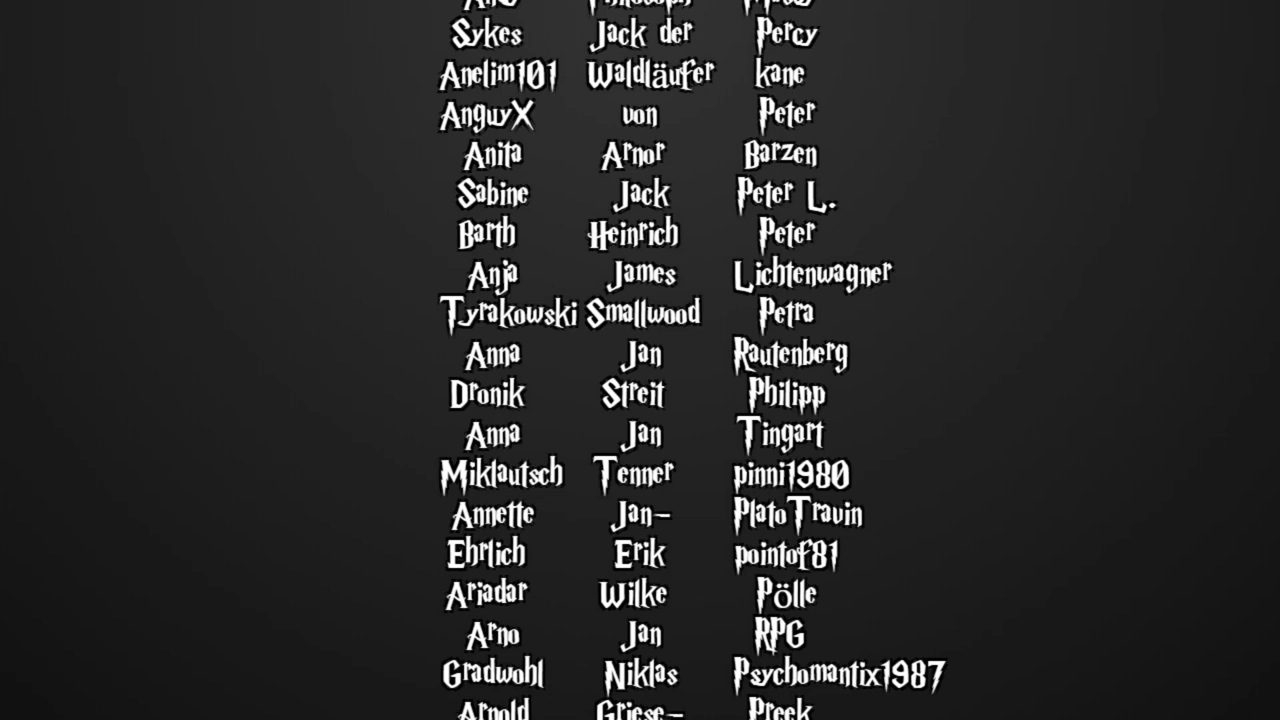 Sykes
Anelim101
AnguyX
Anita
Sabine
Barth
Anja
Tyrakowski
Anna
Dronik
Anna
Miklautsch
Annette
Ehrlich
Ariadar
Arno
Gradwohl
Arnold
Philosoph
Jack der
Waldläufer
von
Arnor
Jack
Heinrich
James
Smallwood
Jan
Streit
Jan
Tenner
Jan-
Erik
Wilke
Jan
Niklas
Griese-
Percy
kane
Peter
Barzen
Peter L.
Peter
Lichtenwagner
Petra
Rautenberg
Philipp
Tingart
pinni1980
PlatoTravin
pointof81
Pölle
RPG
Psychomantix1987
Preek